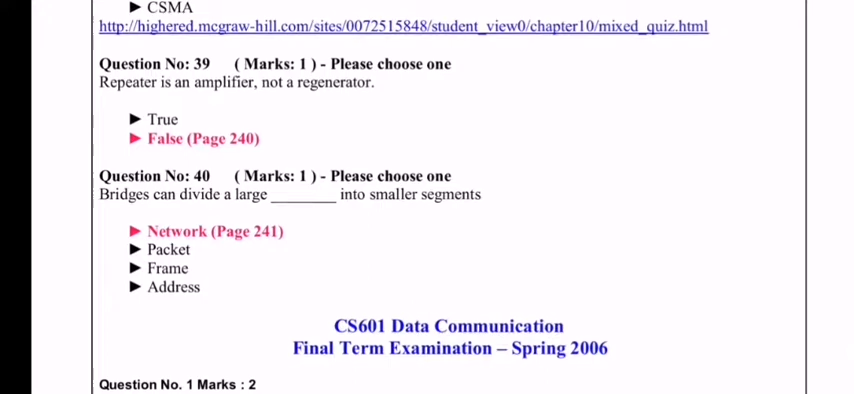 ► CSMA
http://highered.mcgraw-hill.com/sites/0072515848/student_view0/chapter10/mixed_quiz.html
Question No: 39 ( Marks: 1 ) - Please choose one
Repeater is an amplifier, not a regenerator.
► True
► False (Page 240)
Question No: 40 ( Marks: 1 ) - Please choose one
Bridges can divide a large ________ into smaller segments
► Network (Page 241)
► Packet
► Frame
► Address
CS601 Data Communication
Final Term Examination – Spring 2006
Question No. 1 Marks : 2